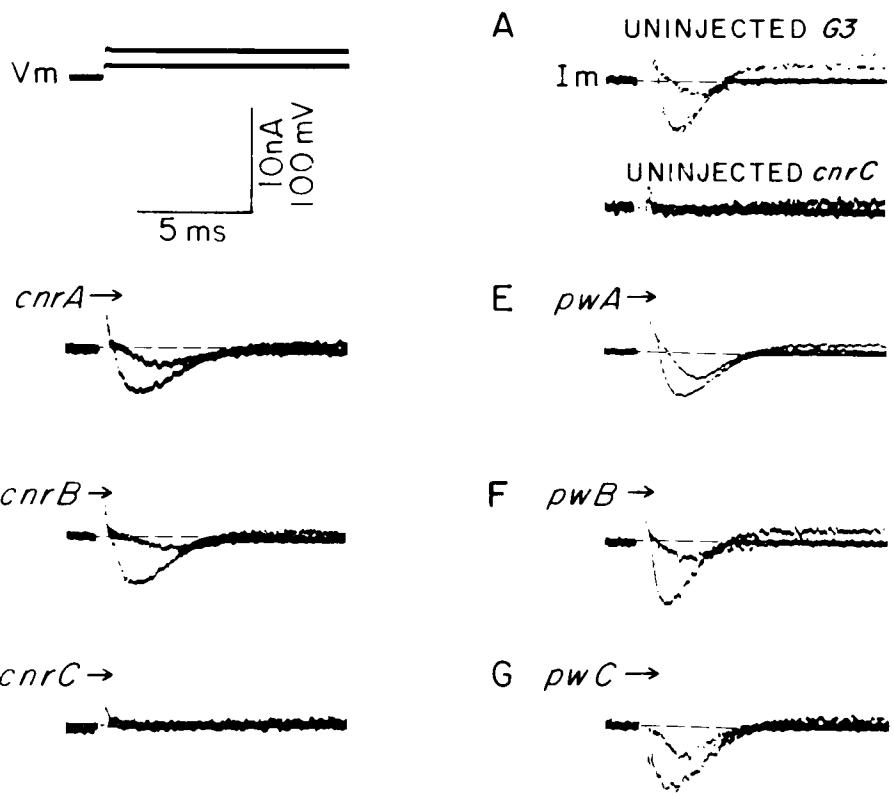 A
UNINJECTED G3
Vm
Im
10nA
100 mV
5 ms
UNINJECTED cnrC
cnrA→
E pwA→
cnrB→
F pwB→
cnrC→
G pwC→